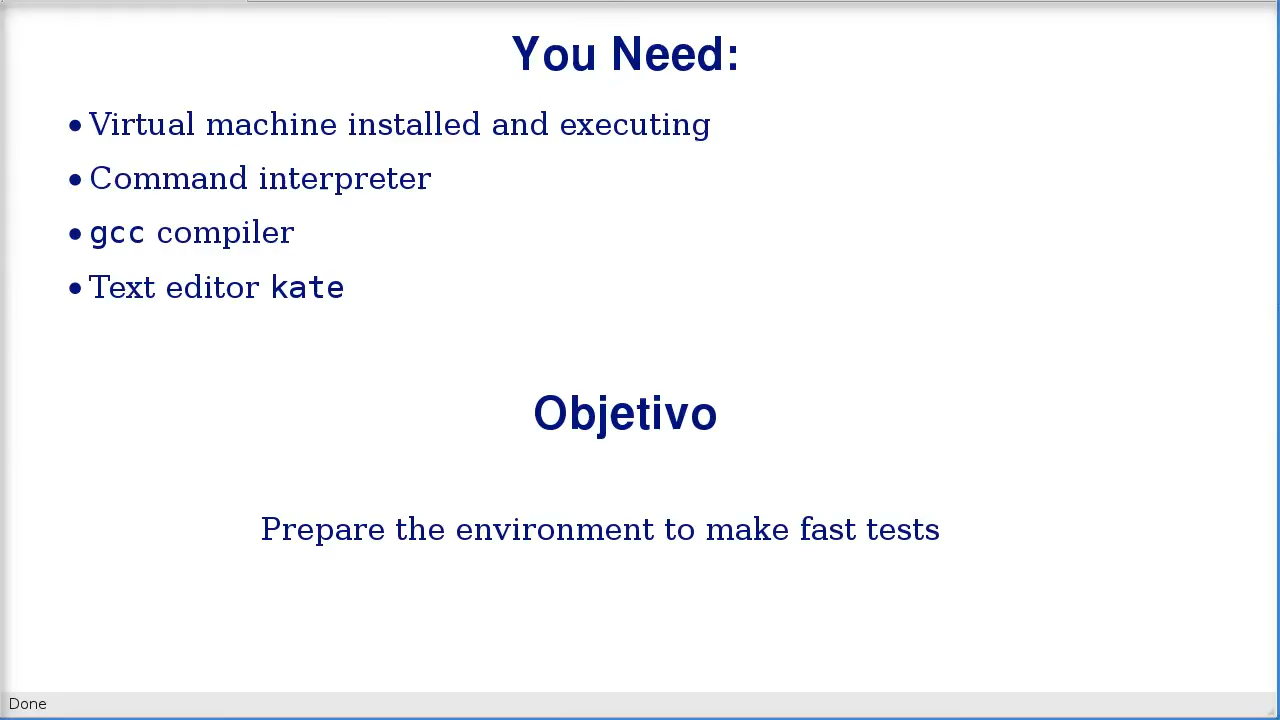 You Need:
• Virtual machine installed and executing
• Command interpreter
• gcc compiler
• Text editor kate
Objetivo
Prepare the environment to make fast tests
Done